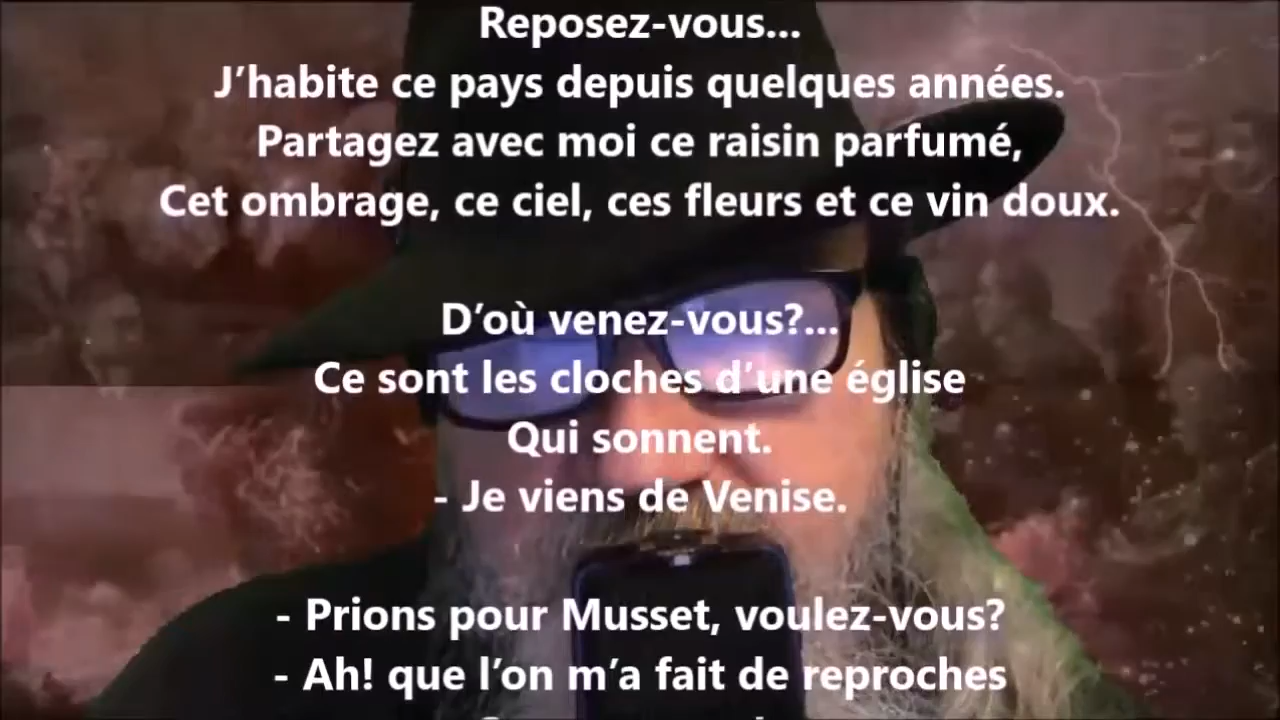 Reposez-vous...
J’habite ce pays depuis quelques années.
Partagez avec moi ce raisin parfumé,
Cet ombrage, ce ciel, ces fleurs et ce vin doux.
D’où venez-vous?...
Ce sont les cloches d’une église
Qui sonnent.
- Je viens de Venise.
- Prions pour Musset, voulez-vous?
- Ah! que l’on m’a fait de reproches